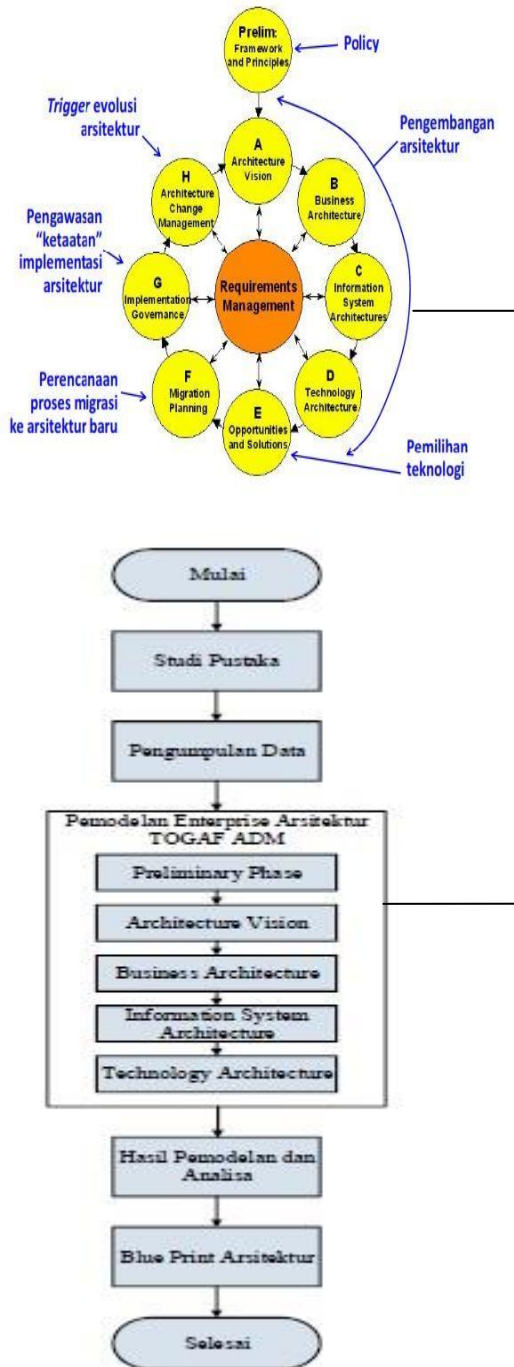 Prelim:
Framework
and Principles
Policy
Trigger evolusi
arsitektur
Pengembangan
arsitektur
A
Architecture
Vision
H
Architecture
Change
Management
B
Business
Architecture
Pengawasan
"ketaatan"
implementasi
arsitektur
G
Implementation
Governance
Requirements
Management
C
Information
System
Architectures
Perencanaan
proses migrasi
ke arsitektur baru
F
Migration
Planning
D
Technology
Architecture
E
Opportunities
and Solutions
Pemilihan
teknologi
Mulai
Studi Pustaka
Pengumpulan Data
Pemodelan Enterprise Arsitektur
TOGAF ADM
Preliminary Phase
Architecture Vision
Business Architecture
Information System
Architecture
Technology Architecture
Hasil Pemodelan dan
Analisa
Blue Print Arsitektur
Selesai